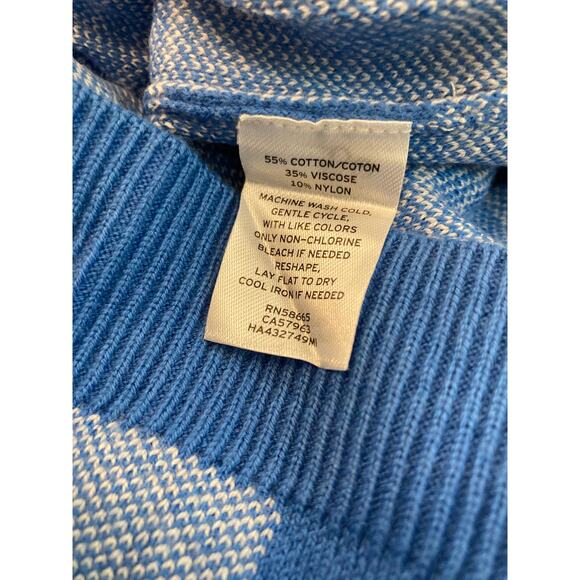 55% COTTON/COTON
35% VISCOSE
10% NYLON
MACHINE WASH COLD,
GENTLE CYCLE,
WITH LIKE COLORS
ONLY NON-CHLORINE
BLEACH IF NEEDED
RESHAPE,
LAY FLAT TO DRY
COOL IRON IF NEEDED
RN58665
CA57963
HA432749MI